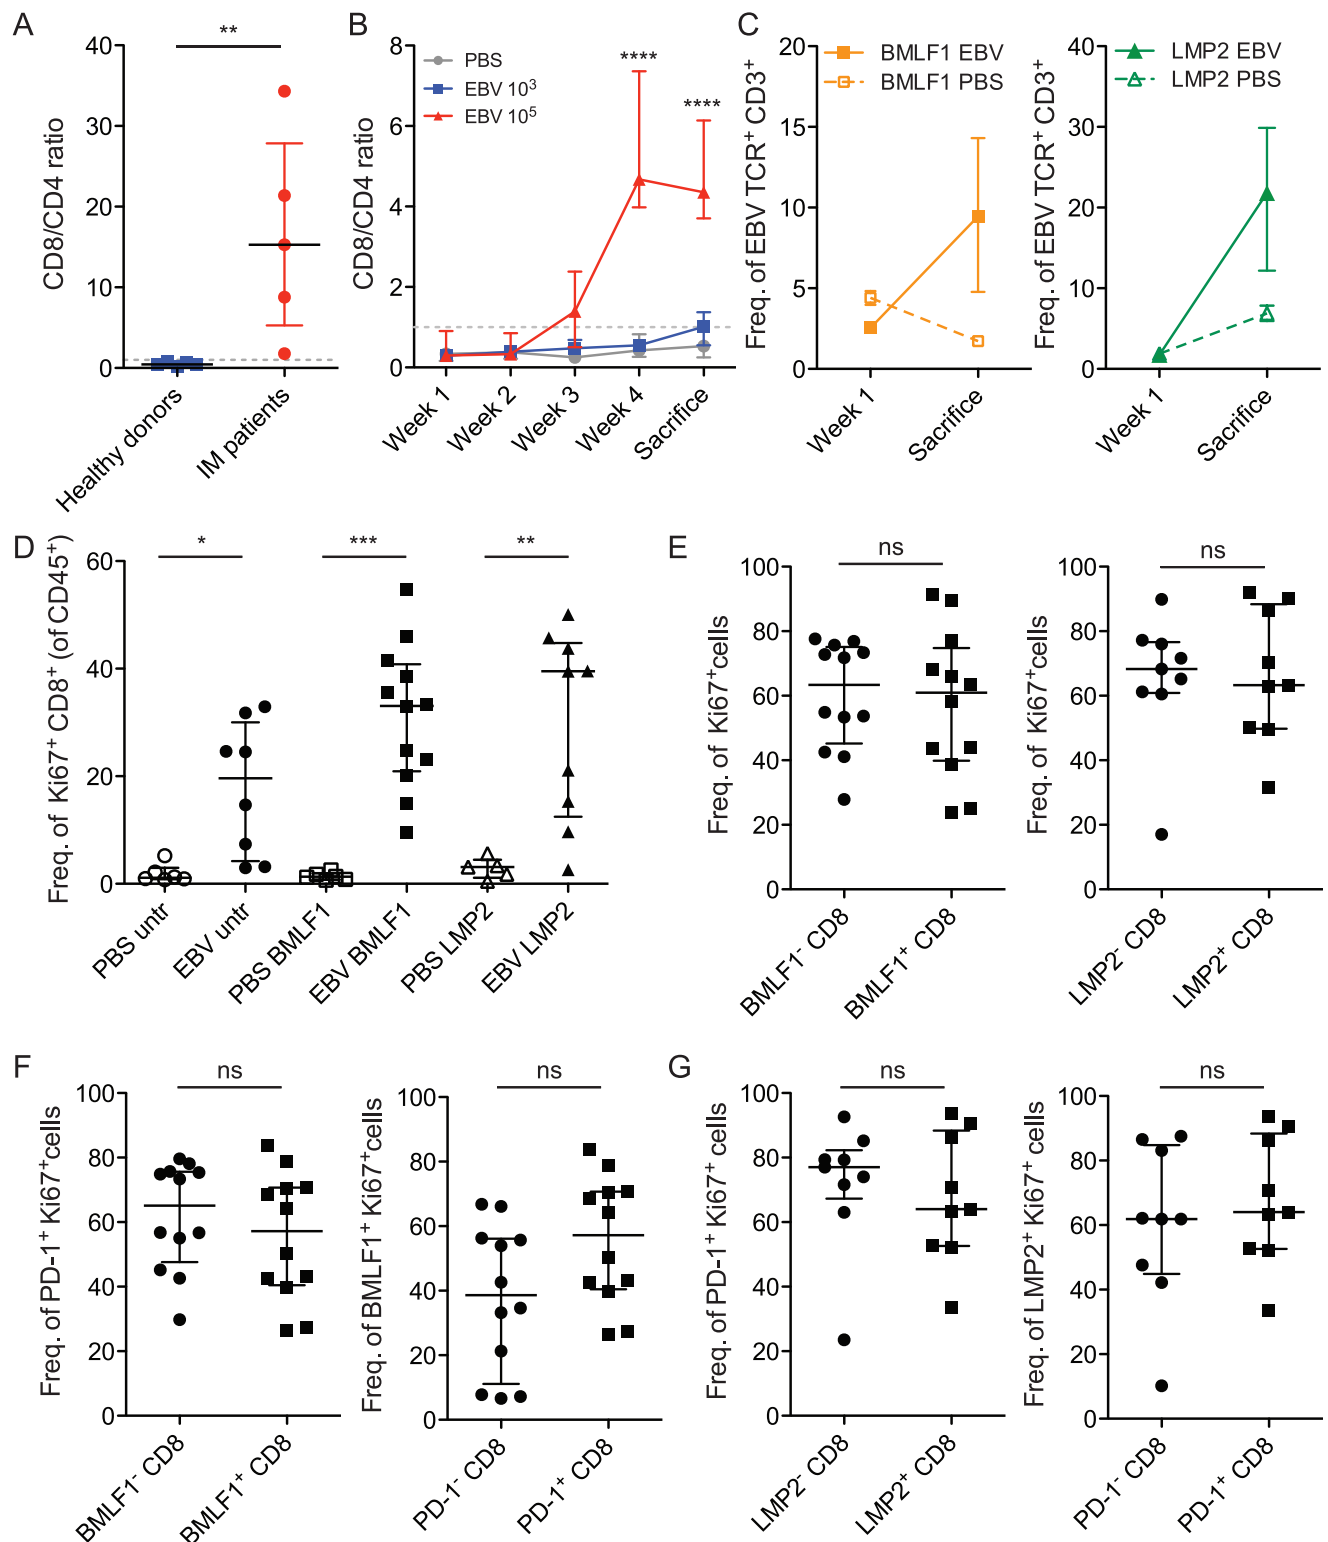 A
**
CD8/CD4 ratio
40
30
20
10
0
Healthy donors
IM patients
B
CD8/CD4 ratio
8
6
4
2
0
PBS
EBV 10³
EBV 10⁵
****
****
Week 1
Week 2
Week 3
Week 4
Sacrifice
C
Freq. of EBV TCR⁺ CD3⁺
20
15
10
5
0
BMLF1 EBV
BMLF1 PBS
Week 1
Sacrifice
Freq. of EBV TCR⁺ CD3⁺
40
30
20
10
0
LMP2 EBV
LMP2 PBS
Week 1
Sacrifice
D
Freq. of Ki67⁺ CD8⁺ (of CD45⁺)
60
40
20
0
*
***
**
PBS untr
EBV untr
PBS BMLF1
EBV BMLF1
PBS LMP2
EBV LMP2
E
Freq. of Ki67⁺cells
100
80
60
40
20
0
ns
BMLF1⁻ CD8
BMLF1⁺ CD8
Freq. of Ki67⁺cells
100
80
60
40
20
0
ns
LMP2⁻ CD8
LMP2⁺ CD8
F
Freq. of PD-1⁺ Ki67⁺cells
100
80
60
40
20
0
ns
BMLF1⁻ CD8
BMLF1⁺ CD8
Freq. of BMLF1⁺ Ki67⁺cells
100
80
60
40
20
0
ns
PD-1⁻ CD8
PD-1⁺ CD8
G
Freq. of PD-1⁺ Ki67⁺ cells
100
80
60
40
20
0
ns
LMP2⁻ CD8
LMP2⁺ CD8
Freq. of LMP2⁺ Ki67⁺ cells
100
80
60
40
20
0
ns
PD-1⁻ CD8
PD-1⁺ CD8